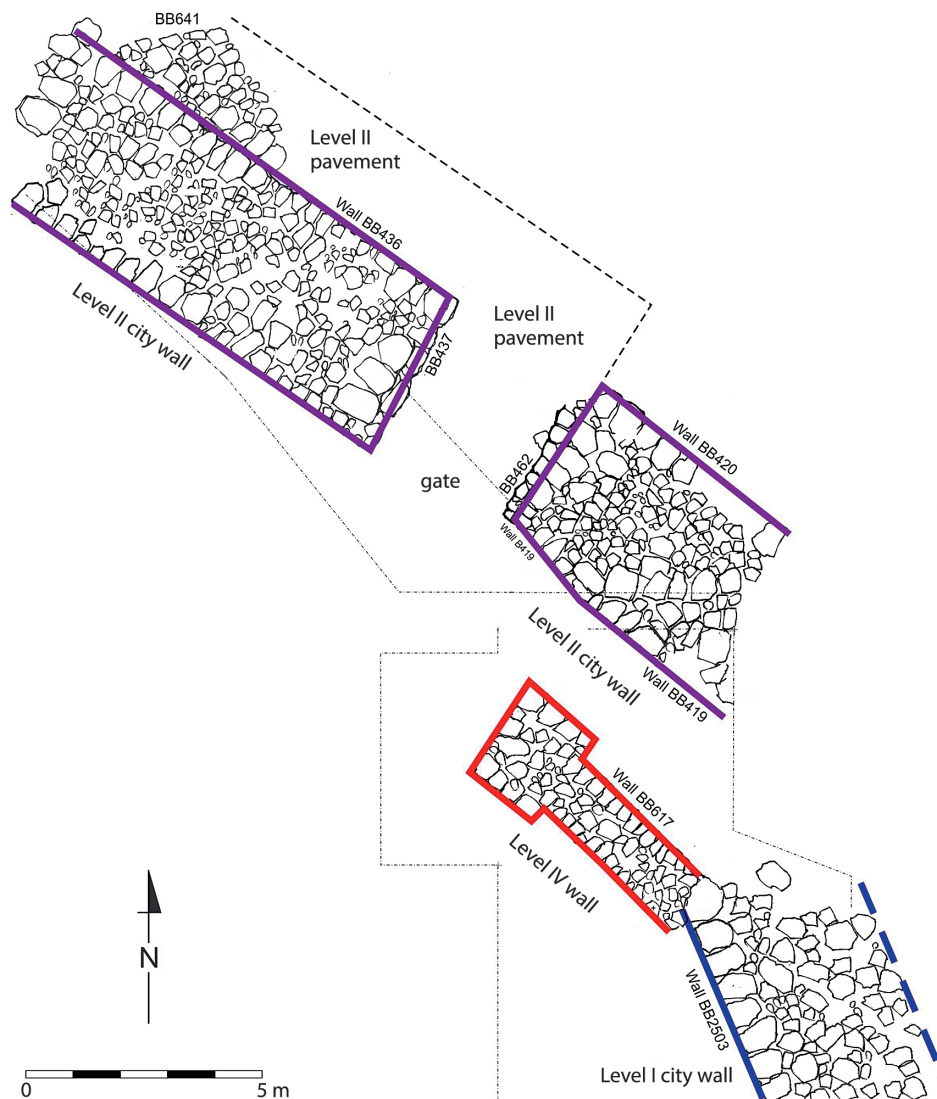 BB641
Level II
pavement
Wall BB436
Level II city wall
Level II
pavement
BB437
Wall BB420
gate
BB462
Wall B419
Level II city wall
Wall BB419
Wall BB617
Level IV wall
N
Wall BB2503
Level I city wall
0
5 m